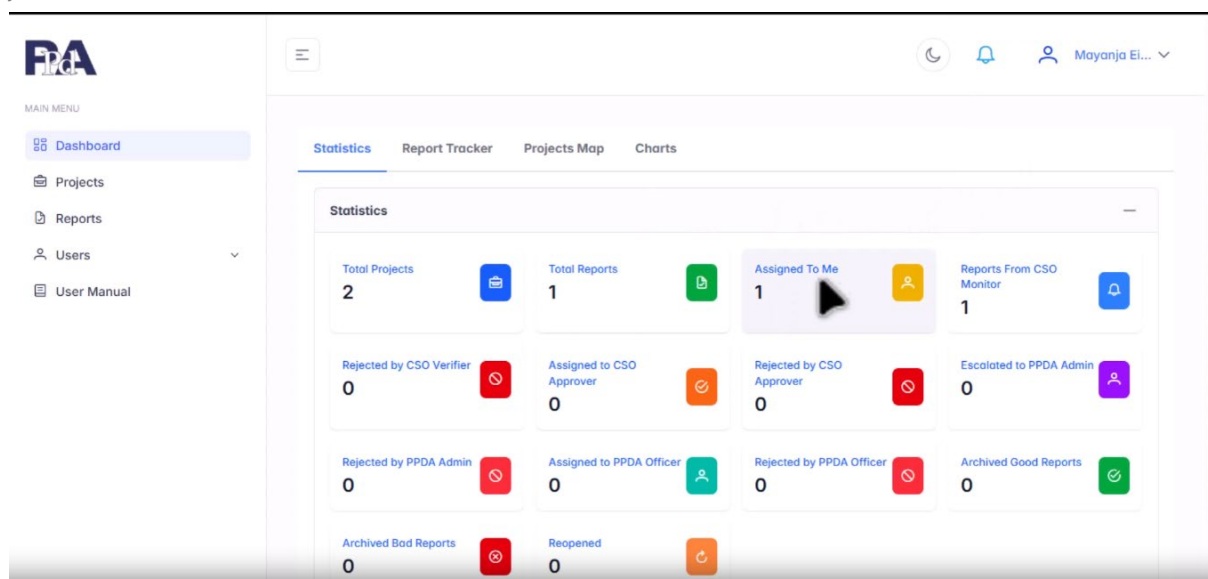 PPdA
Mayanja Ei...
MAIN MENU
Dashboard
Projects
Reports
Users
User Manual
Statistics Report Tracker Projects Map Charts
Statistics
Total Projects
2
Total Reports
1
Assigned To Me
1
Reports From CSO
Monitor
1
Rejected by CSO Verifier
0
Assigned to CSO
Approver
0
Rejected by CSO
Approver
0
Escalated to PPDA Admin
0
Rejected by PPDA Admin
0
Assigned to PPDA Officer
0
Rejected by PPDA Officer
0
Archived Good Reports
0
Archived Bad Reports
0
Reopened
0